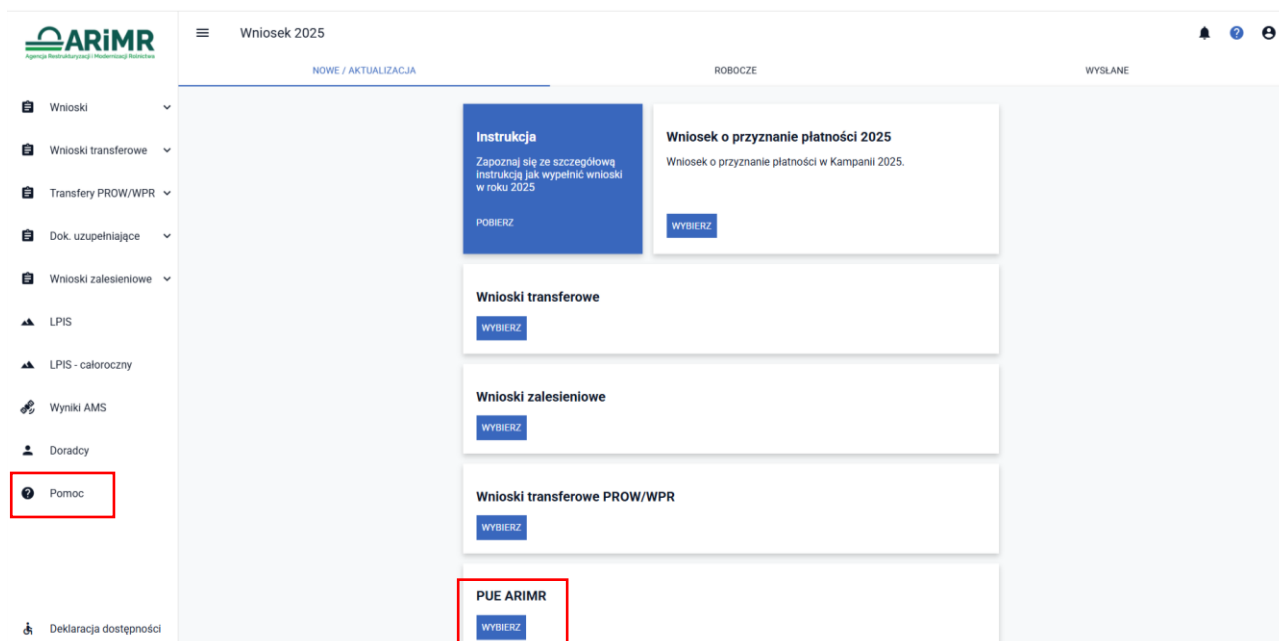 ARiMR
Agencja Restrukturyzacji i Modernizacji Rolnictwa
Wniosek 2025
NOWE / AKTUALIZACJA
ROBOCZE
WYSŁANE
Wnioski
Wnioski transferowe
Transfery PROW/WPR
Dok. uzupełniające
Wnioski zalesieniowe
LPIS
LPIS - całoroczny
Wyniki AMS
Doradcy
Pomoc
Deklaracja dostępności
Instrukcja
Zapoznaj się ze szczegółową
instrukcją jak wypełnić wnioski
w roku 2025
POBIERZ
Wniosek o przyznanie płatności 2025
Wniosek o przyznanie płatności w Kampanii 2025.
WYBIERZ
Wnioski transferowe
WYBIERZ
Wnioski zalesieniowe
WYBIERZ
Wnioski transferowe PROW/WPR
WYBIERZ
PUE ARIMR
WYBIERZ